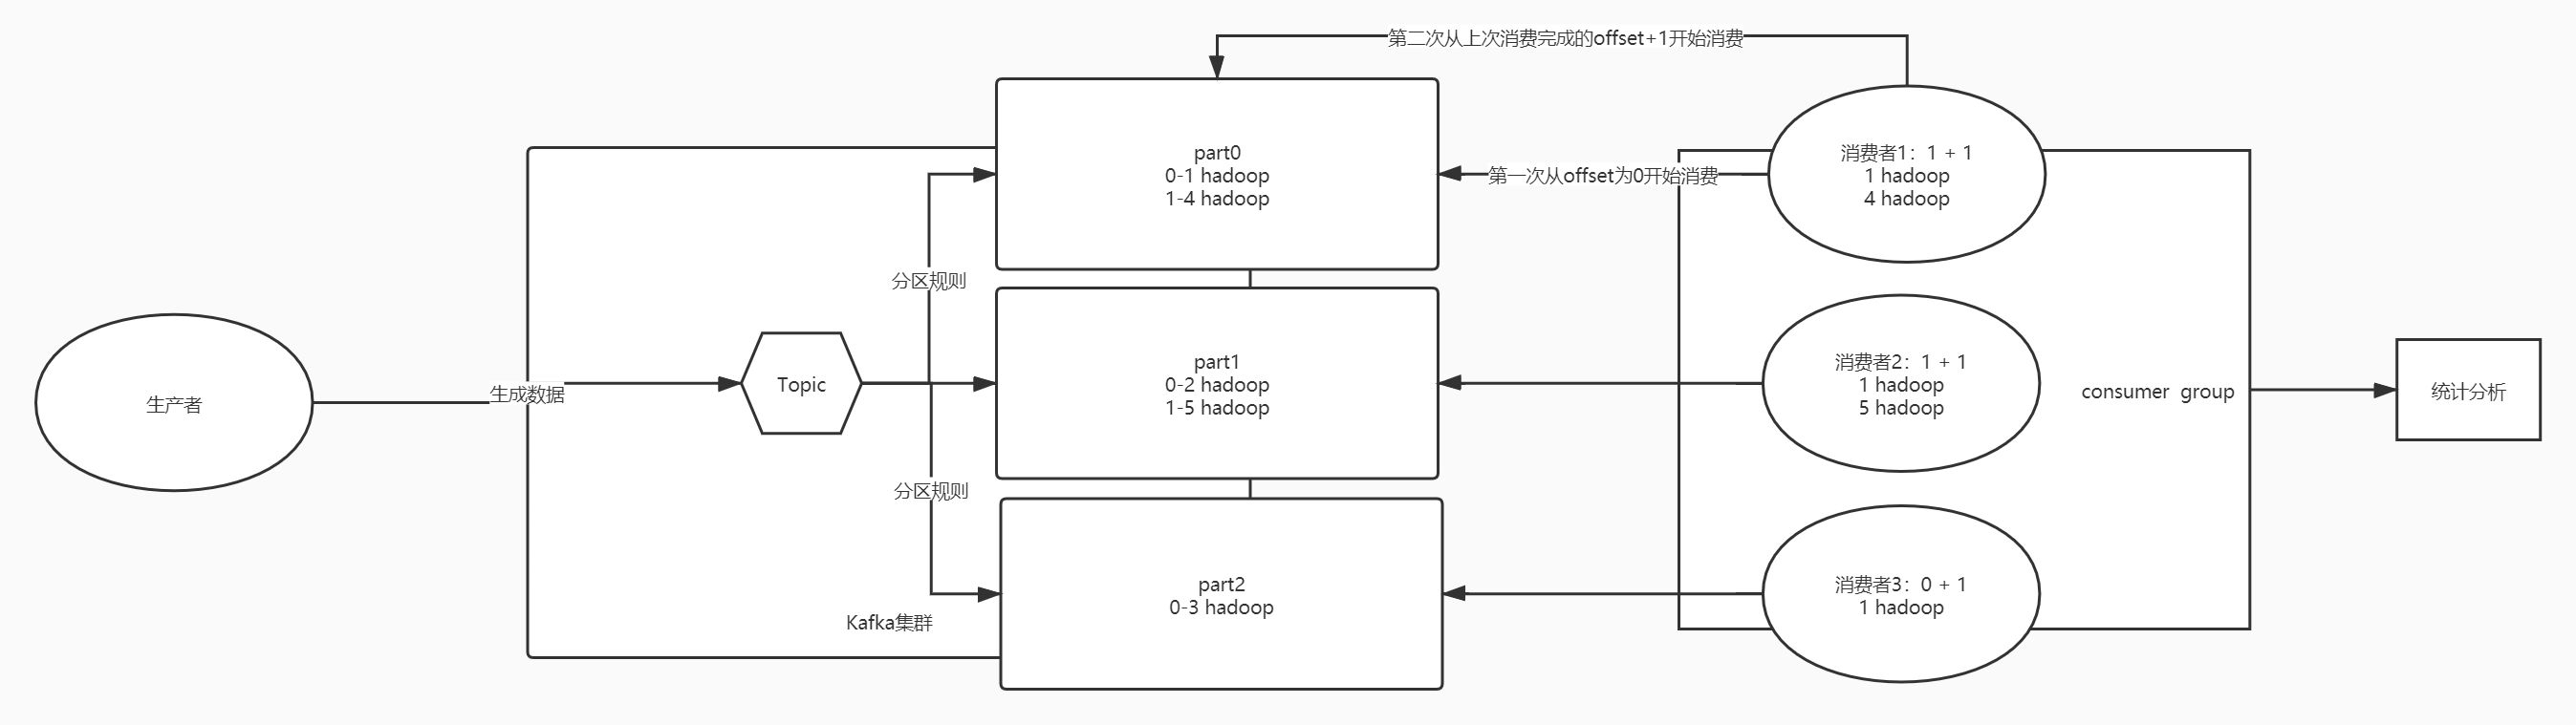 第二次从上次消费完成的offset+1开始消费
part0
0-1 hadoop
1-4 hadoop
第一次从offset为0开始消费
消费者1：1 + 1
1 hadoop
4 hadoop
分区规则
生产者
生成数据
Topic
part1
0-2 hadoop
1-5 hadoop
消费者2：1 + 1
1 hadoop
5 hadoop
consumer group
统计分析
分区规则
Kafka集群
part2
0-3 hadoop
消费者3：0 + 1
1 hadoop